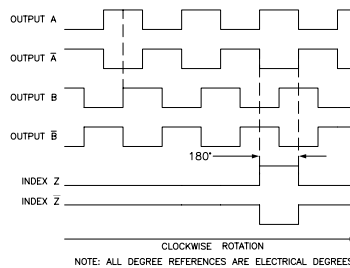 OUTPUT A
OUTPUT A̅
OUTPUT B
OUTPUT B̅
180°
INDEX Z
INDEX Z̅
CLOCKWISE ROTATION
NOTE: ALL DEGREE REFERENCES ARE ELECTRICAL DEGREES